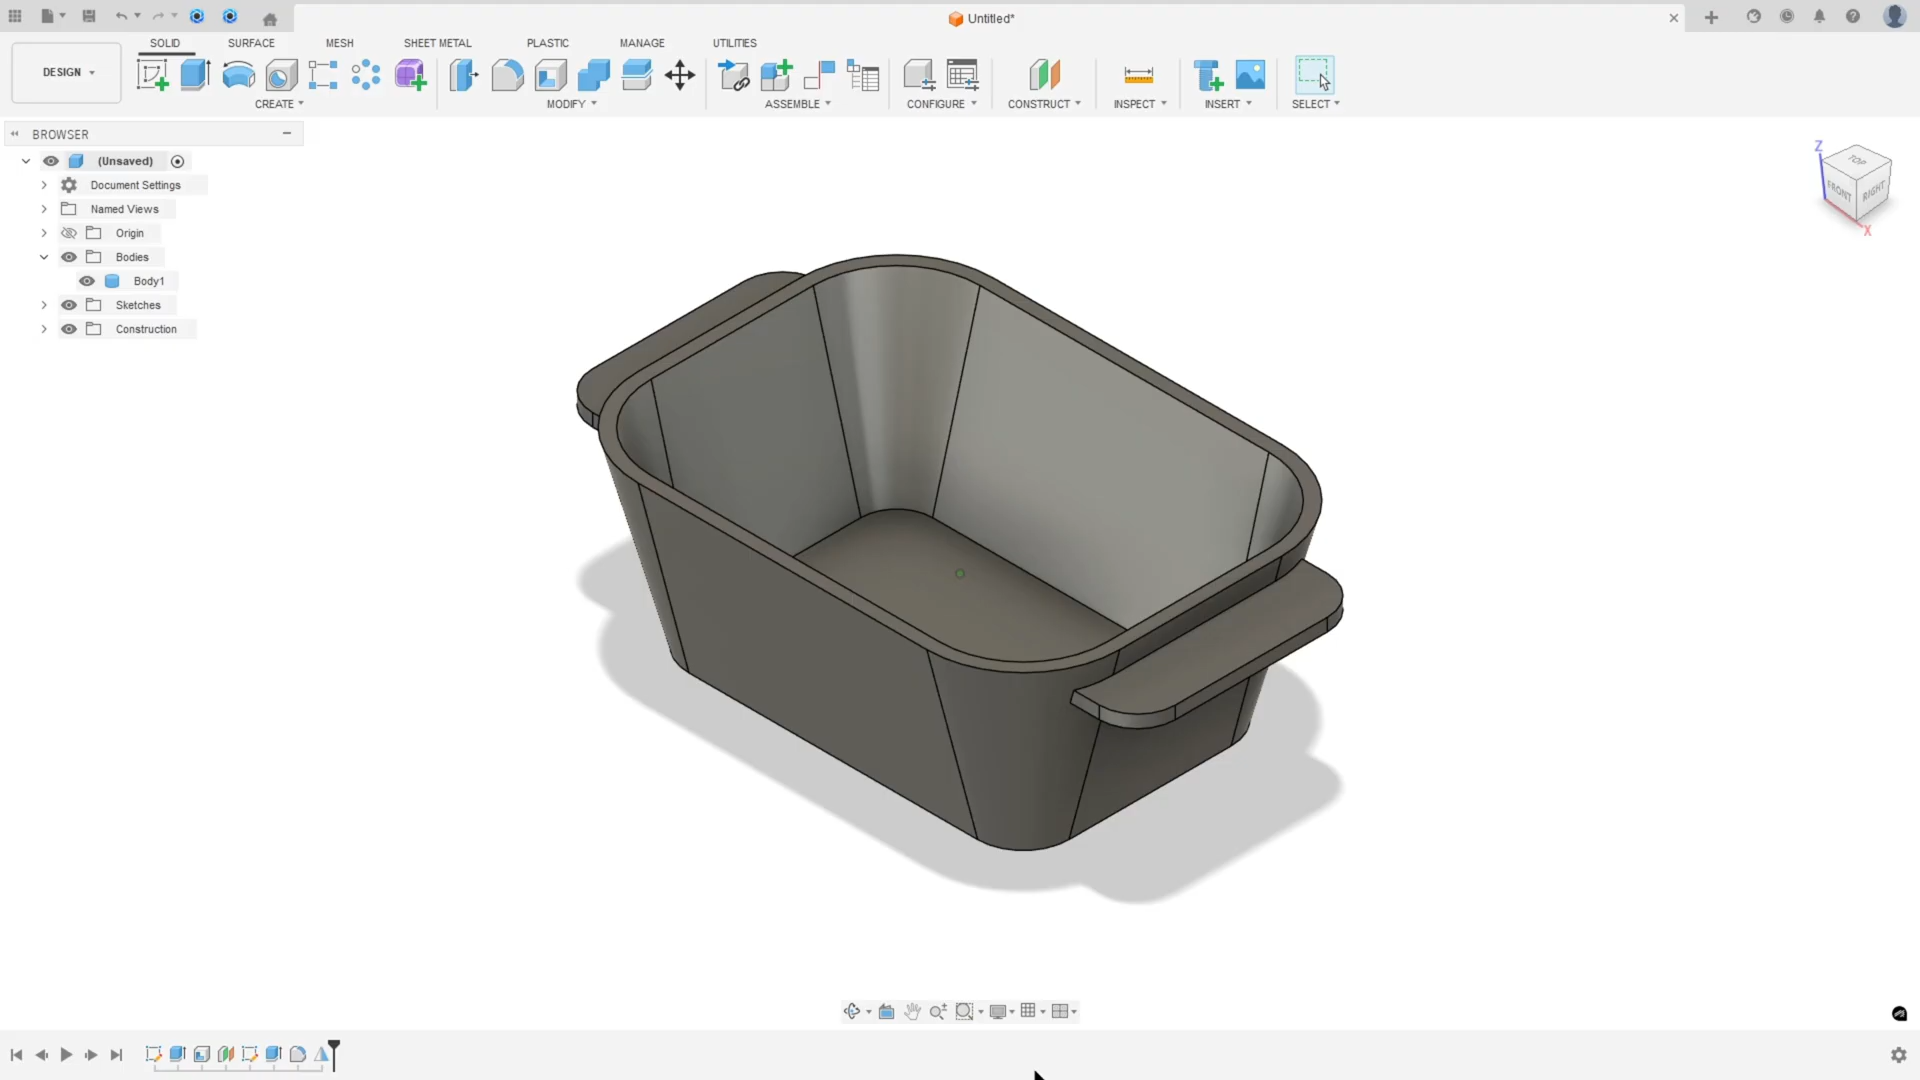 Untitled*
DESIGN
SOLID
SURFACE
MESH
SHEET METAL
PLASTIC
MANAGE
UTILITIES
CREATE
MODIFY
ASSEMBLE
CONFIGURE
CONSTRUCT
INSPECT
INSERT
SELECT
BROWSER
(Unsaved)
Document Settings
Named Views
Origin
Bodies
Body1
Sketches
Construction
Z
TOP
FRONT
RIGHT
X